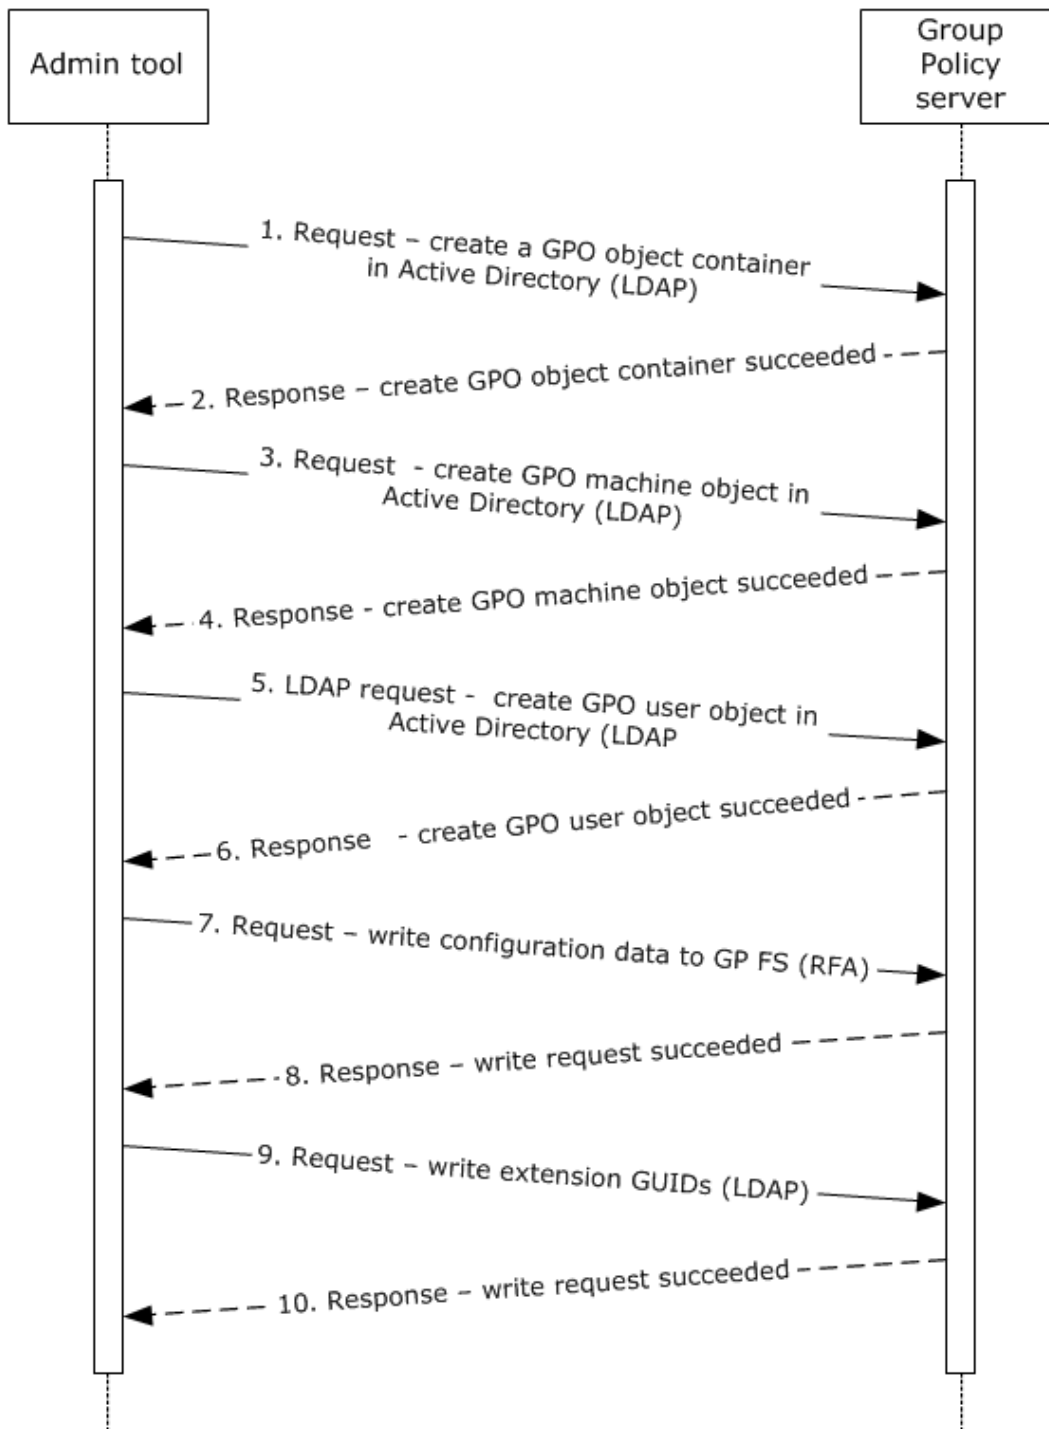 Admin tool
Group
Policy
server
1. Request – create a GPO object container
in Active Directory (LDAP)
2. Response – create GPO object container succeeded
3. Request  - create GPO machine object in
Active Directory (LDAP)
4. Response - create GPO machine object succeeded
5. LDAP request -  create GPO user object in
Active Directory (LDAP
6. Response   - create GPO user object succeeded
7. Request – write configuration data to GP FS (RFA)
8. Response – write request succeeded
9. Request – write extension GUIDs (LDAP)
10. Response – write request succeeded